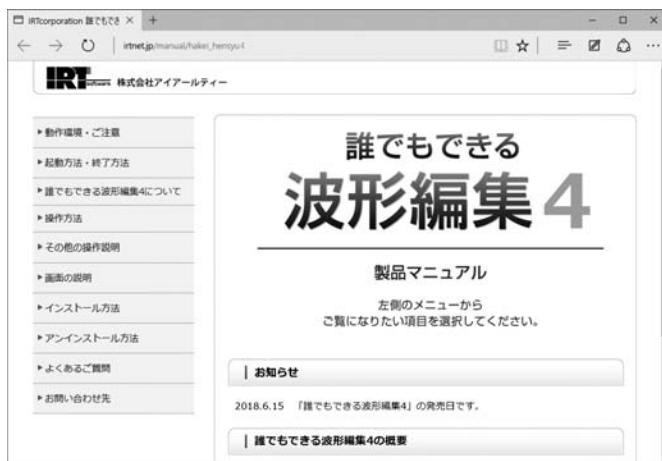 IRTcorporation 誰でもでき
irtnet.jp/manual/hakei_hensyu4
IRT software 株式会社アイアールティー
動作環境・ご注意
起動方法・終了方法
誰でもできる波形編集4について
操作方法
その他の操作説明
画面の説明
インストール方法
アンインストール方法
よくあるご質問
お問い合わせ先
誰でもできる
波形編集4
製品マニュアル
左側のメニューから
ご覧になりたい項目を選択してください。
お知らせ
2018.6.15 「誰でもできる波形編集4」の発売日です。
誰でもできる波形編集4の概要